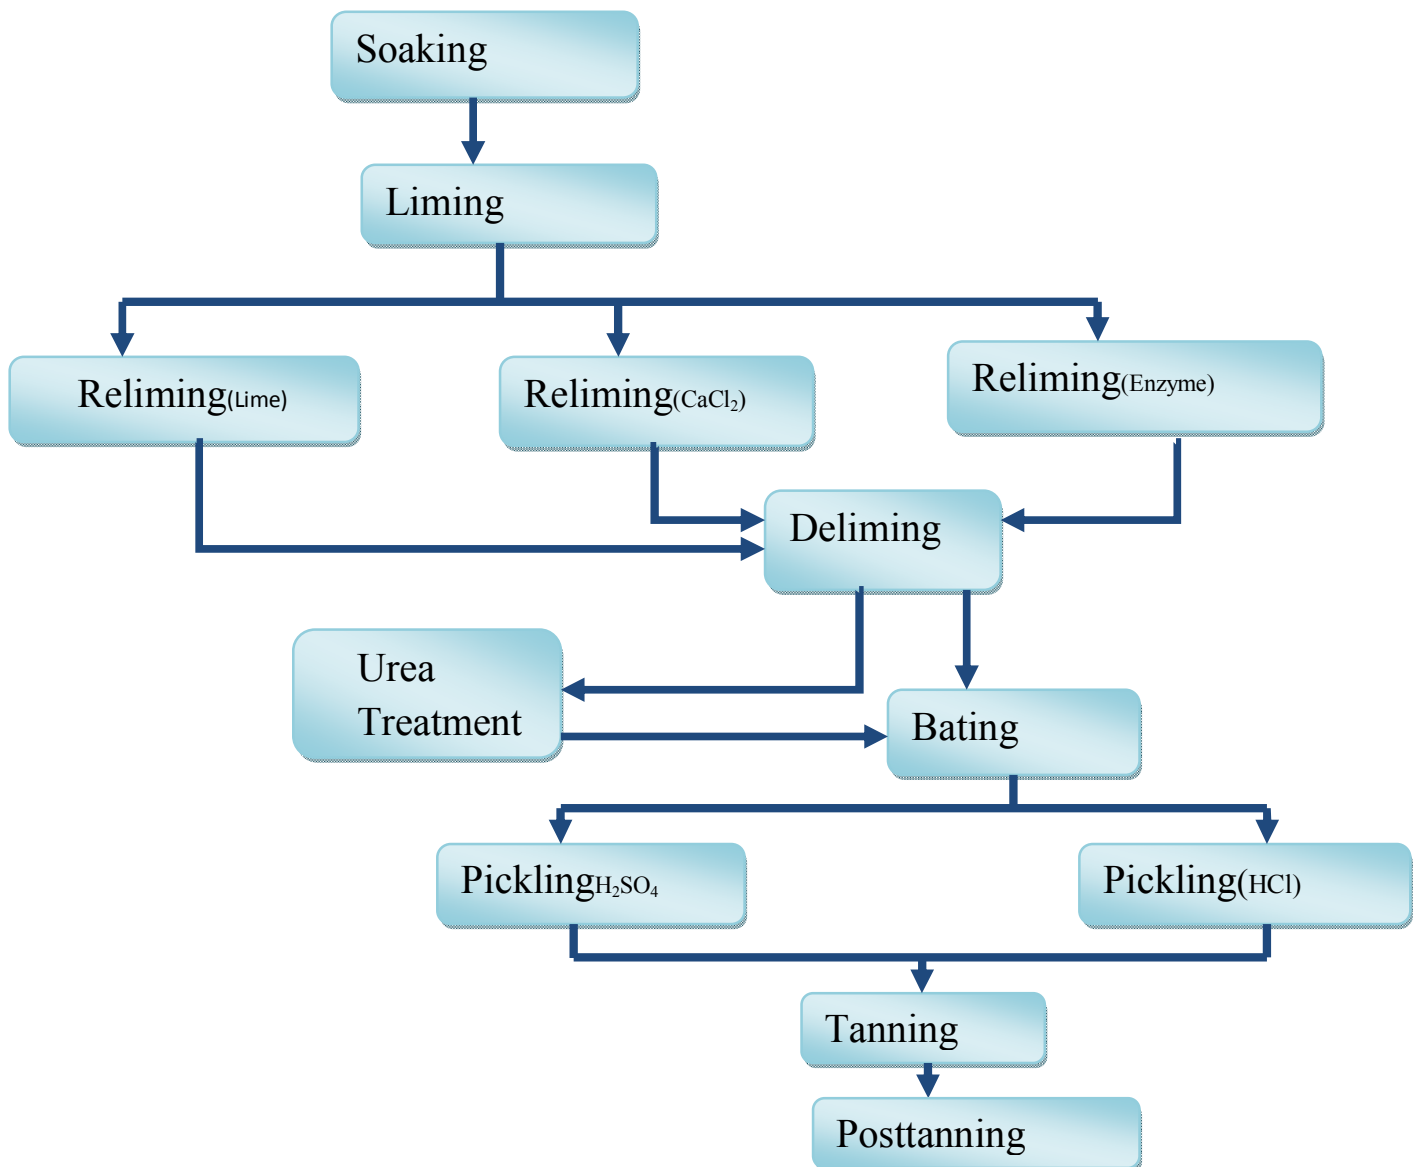 Soaking
Liming
Reliming(Lime)
Reliming(CaCl₂)
Reliming(Enzyme)
Deliming
Urea
Treatment
Bating
PicklingH₂SO₄
Pickling(HCl)
Tanning
Posttanning